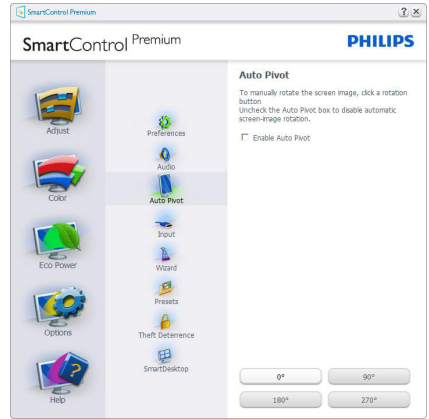 SmartControl Premium
SmartControl Premium
PHILIPS
Adjust
Color
Eco Power
Options
Help
Preferences
Audio
Auto Pivot
Input
Wizard
Presets
Theft Deterrence
SmartDesktop
Auto Pivot
To manually rotate the screen image, click a rotation
button
Uncheck the Auto Pivot box to disable automatic
screen-image rotation.
Enable Auto Pivot
0° 90°
180° 270°